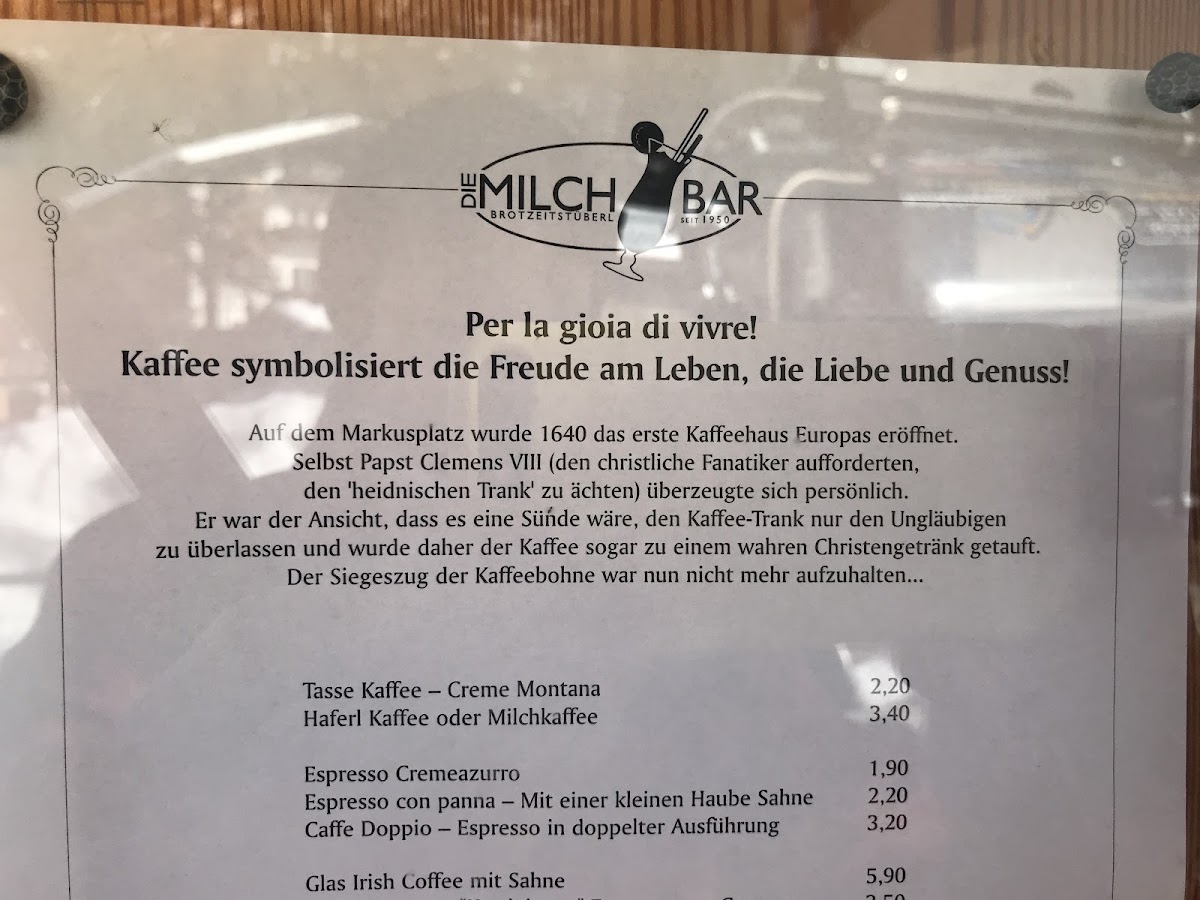 DIE MILCH BAR
BROTZEITSTÜBERL SEIT 1950
Per la gioia di vivre!
Kaffee symbolisiert die Freude am Leben, die Liebe und Genuss!
Auf dem Markusplatz wurde 1640 das erste Kaffeehaus Europas eröffnet.
Selbst Papst Clemens VIII (den christliche Fanatiker aufforderten,
den 'heidnischen Trank' zu ächten) überzeugte sich persönlich.
Er war der Ansicht, dass es eine Sünde wäre, den Kaffee-Trank nur den Ungläubigen
zu überlassen und wurde daher der Kaffee sogar zu einem wahren Christengetränk getauft.
Der Siegeszug der Kaffeebohne war nun nicht mehr aufzuhalten...
Tasse Kaffee – Creme Montana 2,20
Haferl Kaffee oder Milchkaffee 3,40
Espresso Cremeazurro 1,90
Espresso con panna – Mit einer kleinen Haube Sahne 2,20
Caffe Doppio – Espresso in doppelter Ausführung 3,20
Glas Irish Coffee mit Sahne 5,90